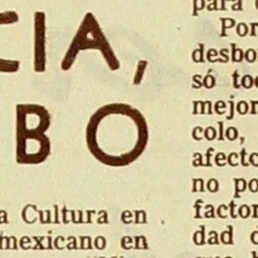 CIA,
BO
a Cultura en
mexicano en
para
Por
desbo
só to
mejor
colo,
afecto
no po
factor
dad d